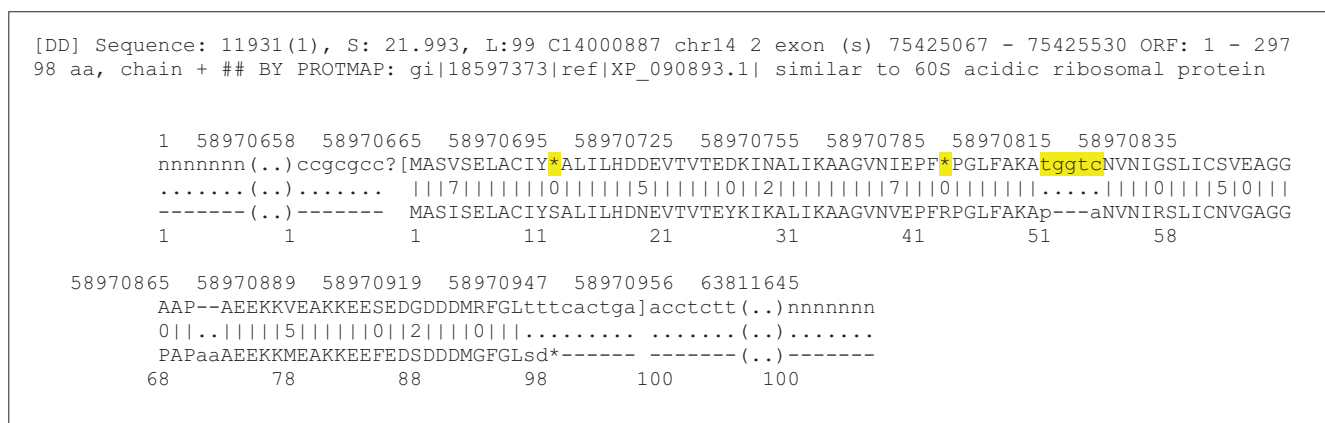 [DD] Sequence: 11931(1), S: 21.993, L:99 C14000887 chr14 2 exon (s) 75425067 - 75425530 ORF: 1 - 297
98 aa, chain + ## BY PROTMAP: gi|18597373|ref|XP_090893.1| similar to 60S acidic ribosomal protein
1 58970658 58970665 58970695 58970725 58970755 58970785 58970815 58970835
nnnnnnn(..)ccgcgcc?[MASVSELACIY*ALILHDDEVTVTEDKINALIKAAGVNIEPF*PGLFAKAtggtcNVNIGSLICSVEAGG
.......(..)....... |||7|||||||0||||||5||||||0||2|||||||||7|||0|||||||.....||||0|||||5|0|||
-------(..)------- MASISELACIYSALILHDNEVTVTEYKIKALIKAAGVNVEPFRPGLFAKAp---aNVNIRSLICNVGAGG
1 1 1 11 21 31 41 51 58
58970865 58970889 58970919 58970947 58970956 63811645
AAP--AEEKKVEAKKEESEDGDDDMRFGLtttcactga]acctctt(..)nnnnnnn
0||..|||||5||||||0||2||||0|||......... .......(..).......
PAPaaAEEKKMEAKKEEFEDSDDDMGFGLsd*------ -------(..)-------
68 78 88 98 100 100